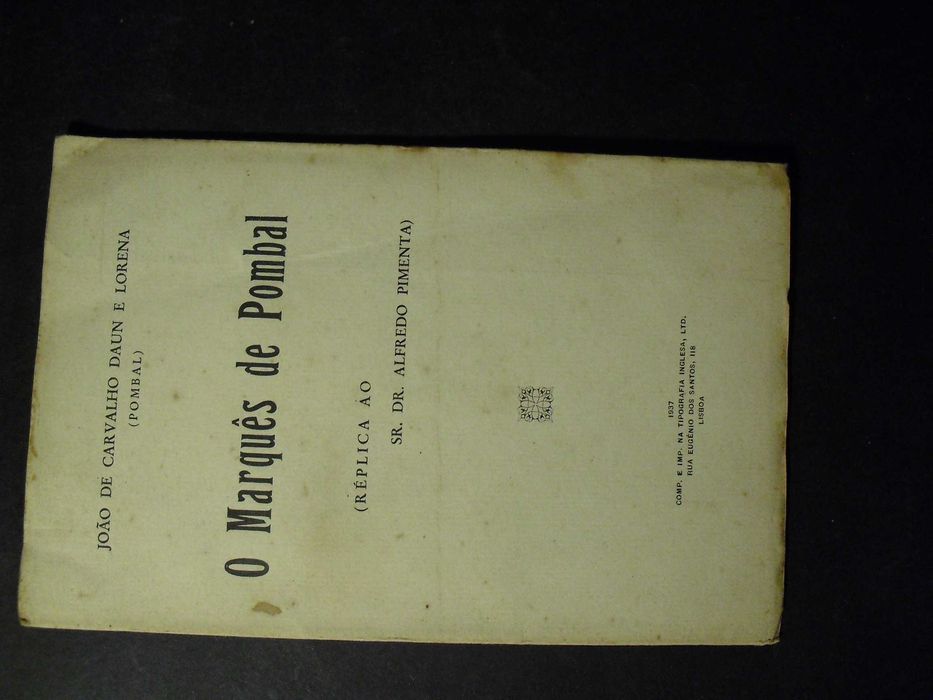 JOÃO DE CARVALHO DAUN E LORENA
(POMBAL)
O Marquês de Pombal
(RÉPLICA ÀO
SR. DR. ALFREDO PIMENTA)
1937
COMP. E IMP. NA TIPOGRAFIA INGLESA, LTD.
RUA EUGÉNIO DOS SANTOS, 118
LISBOA